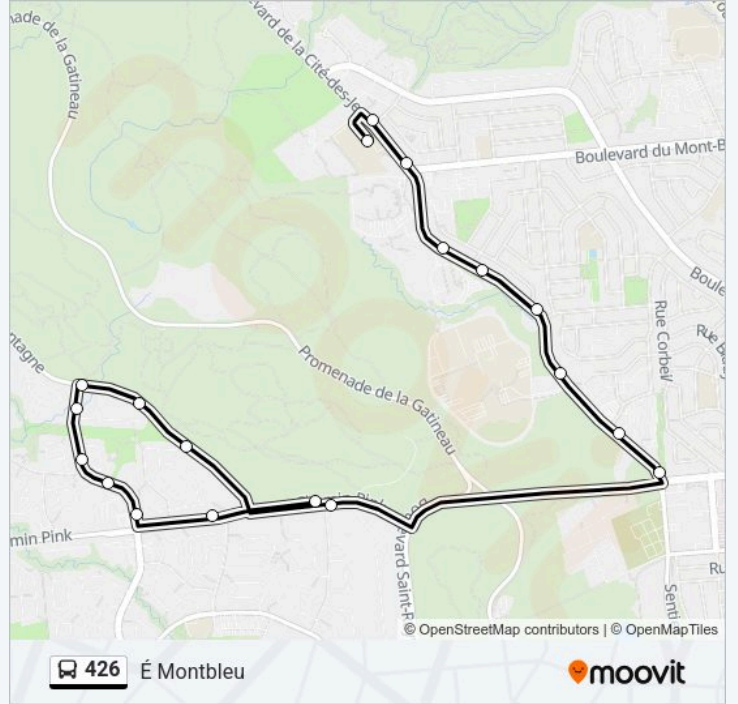 nade de la Gatineau
vard de la Cité-des-Je
Boulevard du Mont-B
Boule
Rue Corbeil
Promenade de la Gatineau
ntagne
min Pink
vard Saint-R
Senti
Ru
© OpenStreetMap contributors | © OpenMapTiles
426 É Montbleu
moovit